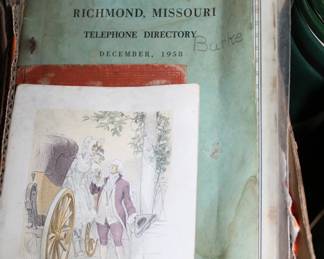 RICHMOND, MISSOURI
TELEPHONE DIRECTORY
DECEMBER, 1958
Burke